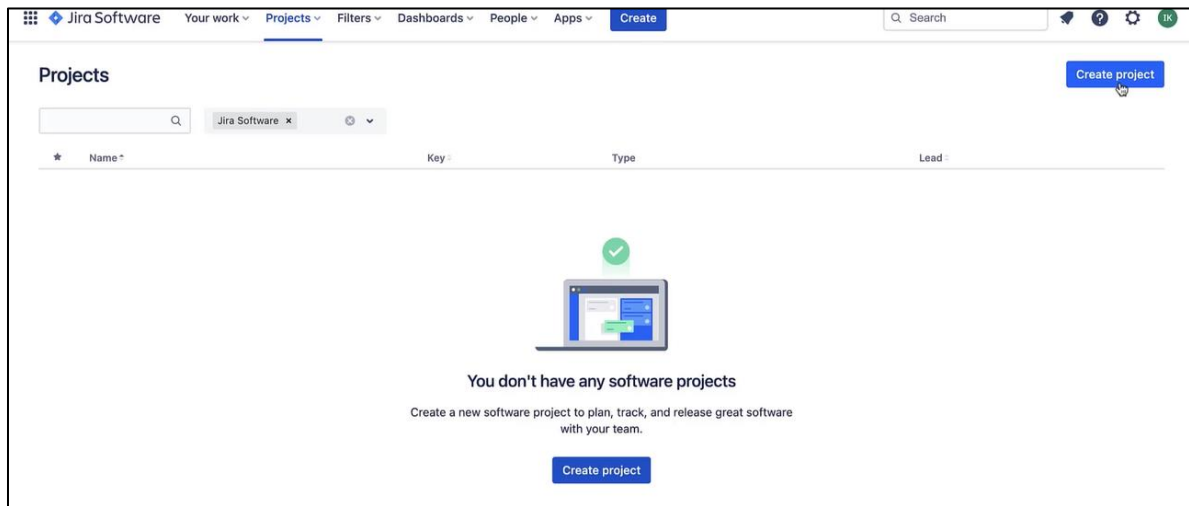 Jira Software Your work Projects Filters Dashboards People Apps Create Search IK
Projects
Create project
Jira Software ×
Name Key Type Lead
You don't have any software projects
Create a new software project to plan, track, and release great software
with your team.
Create project